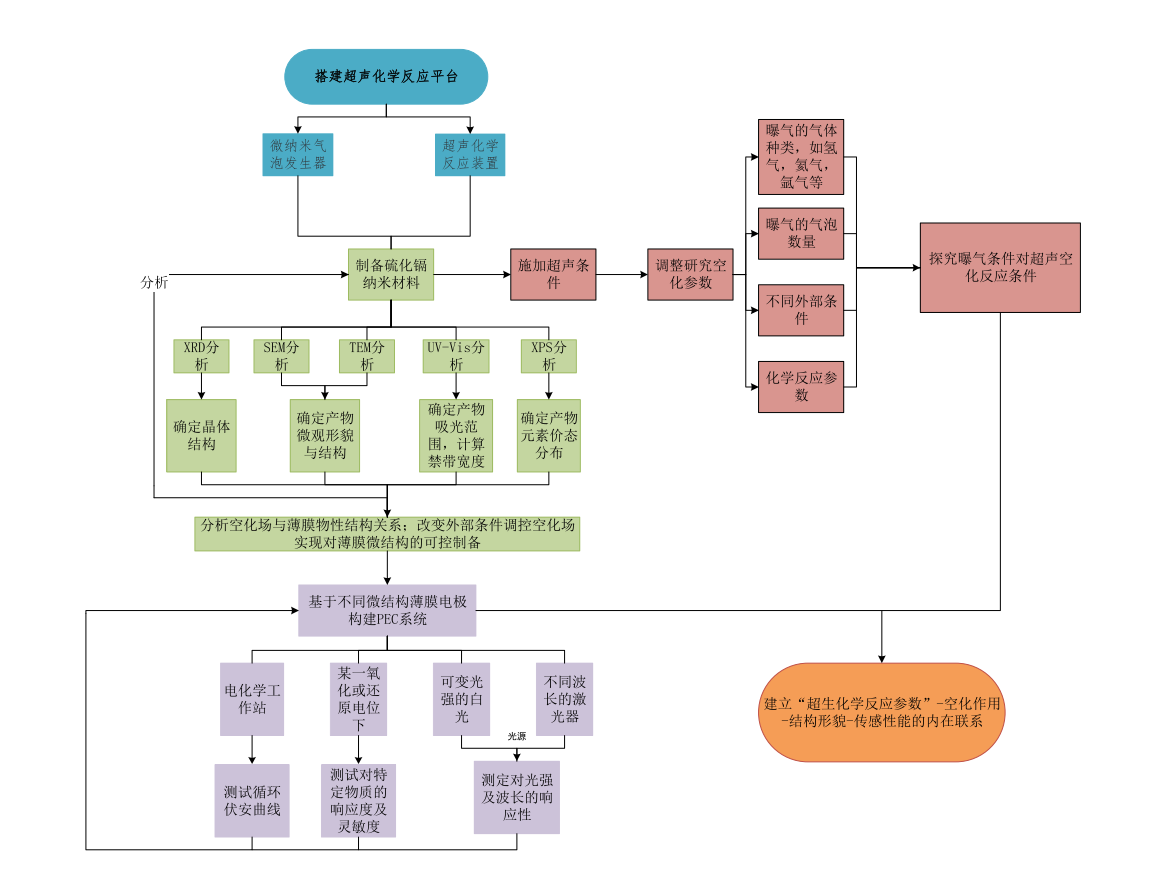 搭建超声化学反应平台
微纳米气
泡发生器
超声化学
反应装置
曝气的气体
种类，如氢
气，氦气，
氩气等
曝气的气泡
数量
不同外部条
件
化学反应参
数
分析
制备硫化镉
纳米材料
施加超声条
件
调整研究空
化参数
探究曝气条件对超声空
化反应条件
XRD分
析
SEM分
析
TEM分
析
UV-Vis分
析
XPS分
析
确定晶体
结构
确定产物
微观形貌
与结构
确定产物
吸光范
围，计算
禁带宽度
确定产物
元素价态
分布
分析空化场与薄膜物性结构关系；改变外部条件调控空化场
实现对薄膜微结构的可控制备
基于不同微结构薄膜电极
构建PEC系统
电化学工
作站
某一氧
化或还
原电位
下
可变光
强的白
光
不同波
长的激
光器
光源
测试循环
伏安曲线
测试对特
定物质的
响应度及
灵敏度
测定对光强
及波长的响
应性
建立“超生化学反应参数”-空化作用
-结构形貌-传感性能的内在联系